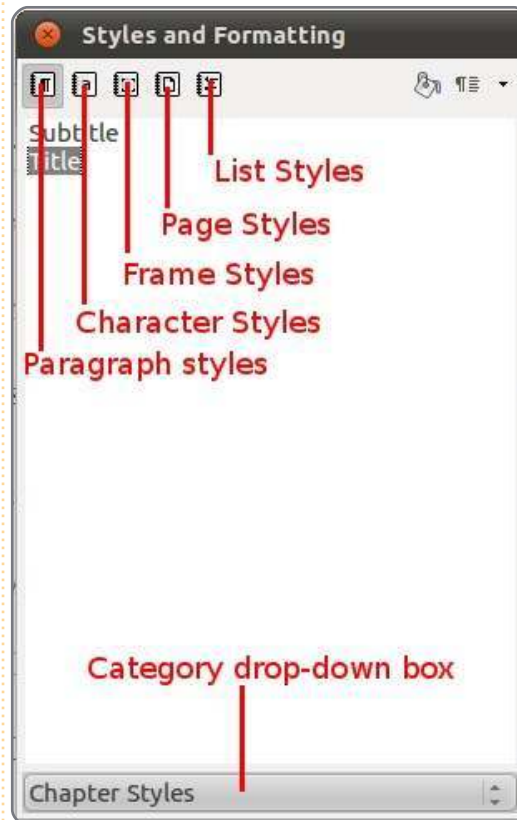 Styles and Formatting
Subtitle
Title
List Styles
Page Styles
Frame Styles
Character Styles
Paragraph styles
Category drop-down box
Chapter Styles